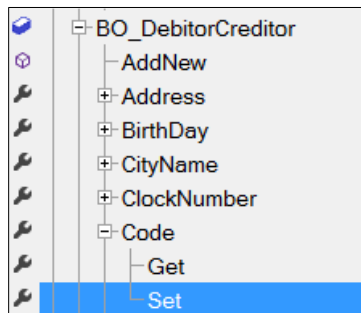 BO_DebitorCreditor
AddNew
Address
BirthDay
CityName
ClockNumber
Code
Get
Set